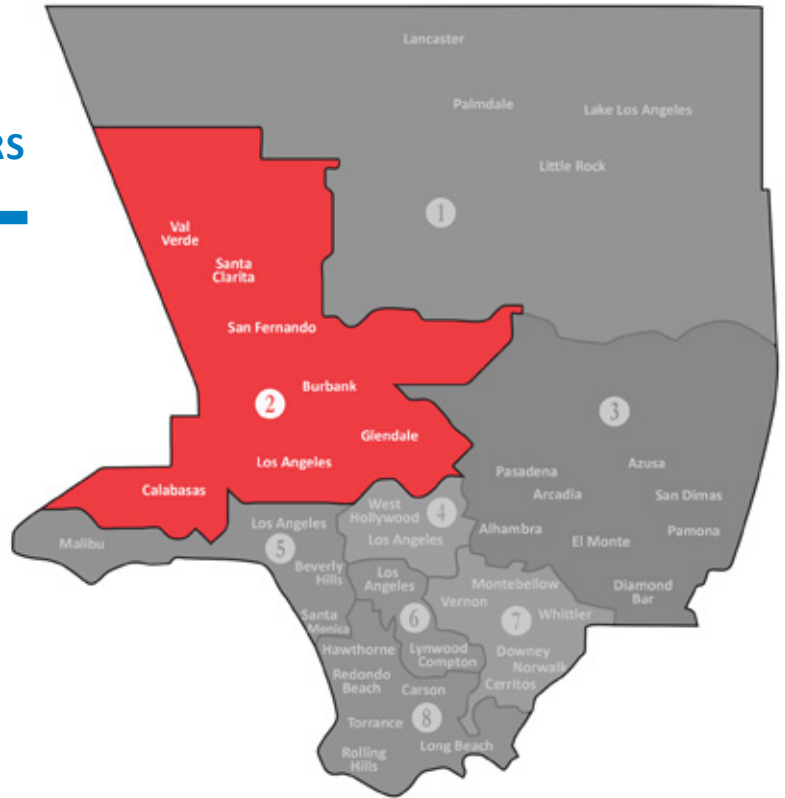 Lancaster
Palmdale
Lake Los Angeles
RS
Little Rock
1
Val
Verde
Santa
Clarita
San Fernando
Burbank
2
3
Glendale
Los Angeles
Pasadena
Azusa
Calabasas
Arcadia
San Dimas
West
Hollywood
4
Los Angeles
Alhambra
Pamona
Malibu
5
Los Angeles
El Monte
Beverly
Hills
Los
Angeles
Montebellow
Diamond
Bar
Vernon
Santa
Monica
6
7
Whittier
Hawthorne
Lynwood
Compton
Downey
Norwalk
Redondo
Beach
Carson
Cerritos
Torrance
8
Long Beach
Rolling
Hills